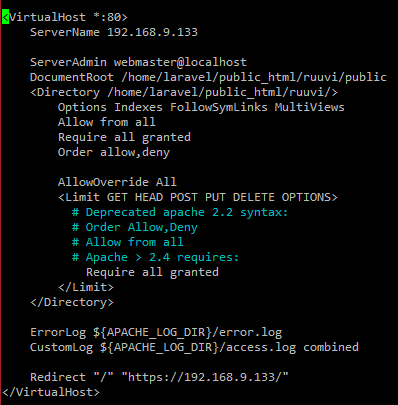 <VirtualHost *:80>
    ServerName 192.168.9.133

    ServerAdmin webmaster@localhost
    DocumentRoot /home/laravel/public_html/ruuvi/public
    <Directory /home/laravel/public_html/ruuvi/>
        Options Indexes FollowSymLinks MultiViews
        Allow from all
        Require all granted
        Order allow,deny

        AllowOverride All
        <Limit GET HEAD POST PUT DELETE OPTIONS>
          # Deprecated apache 2.2 syntax:
          # Order Allow,Deny
          # Allow from all
          # Apache > 2.4 requires:
            Require all granted
        </Limit>
    </Directory>

    ErrorLog ${APACHE_LOG_DIR}/error.log
    CustomLog ${APACHE_LOG_DIR}/access.log combined

    Redirect "/" "https://192.168.9.133/"
</VirtualHost>